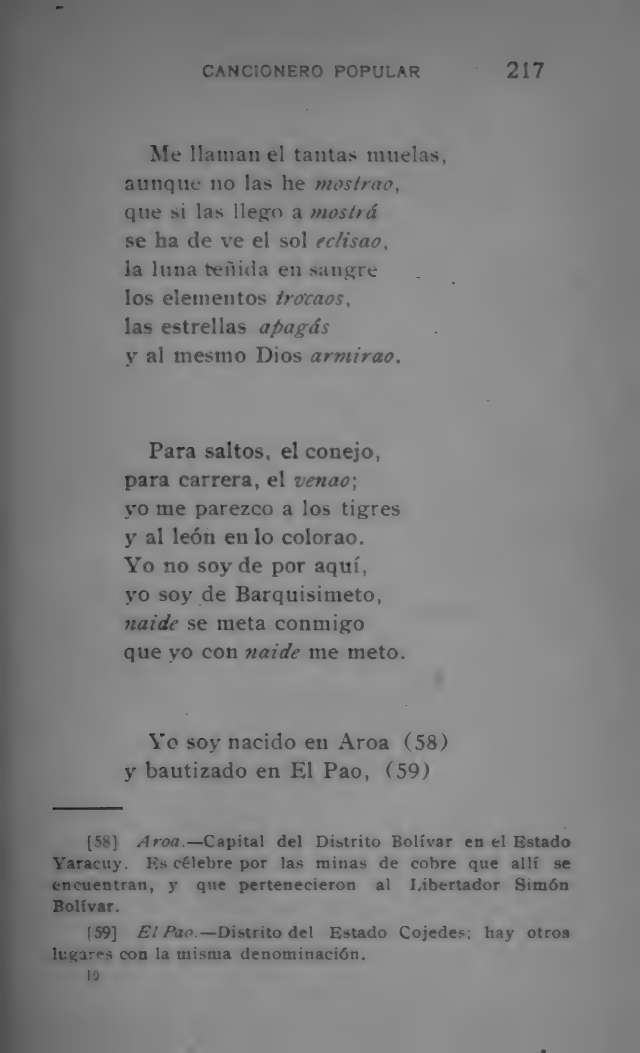 CANCIONERO POPULAR 217
Me llaman el tantas muelas,
aunque no las he mostrao,
que si las llego a mostrá
se ha de ve el sol eclisao,
la luna teñida en sangre
los elementos trocaos,
las estrellas apagás
y al mesmo Dios armirao.
Para saltos, el conejo,
para carrera, el venao;
yo me parezco a los tigres
y al león en lo colorao.
Yo no soy de por aquí,
yo soy de Barquisimeto,
naide se meta conmigo
que yo con naide me meto.
Yo soy nacido en Aroa (58)
y bautizado en El Pao, (59)
[58] Aroa.—Capital del Distrito Bolívar en el Estado
Yaracuy. Es célebre por las minas de cobre que allí se
encuentran, y que pertenecieron al Libertador Simón
Bolívar.
[59] El Pao.—Distrito del Estado Cojedes; hay otros
lugares con la misma denominación.